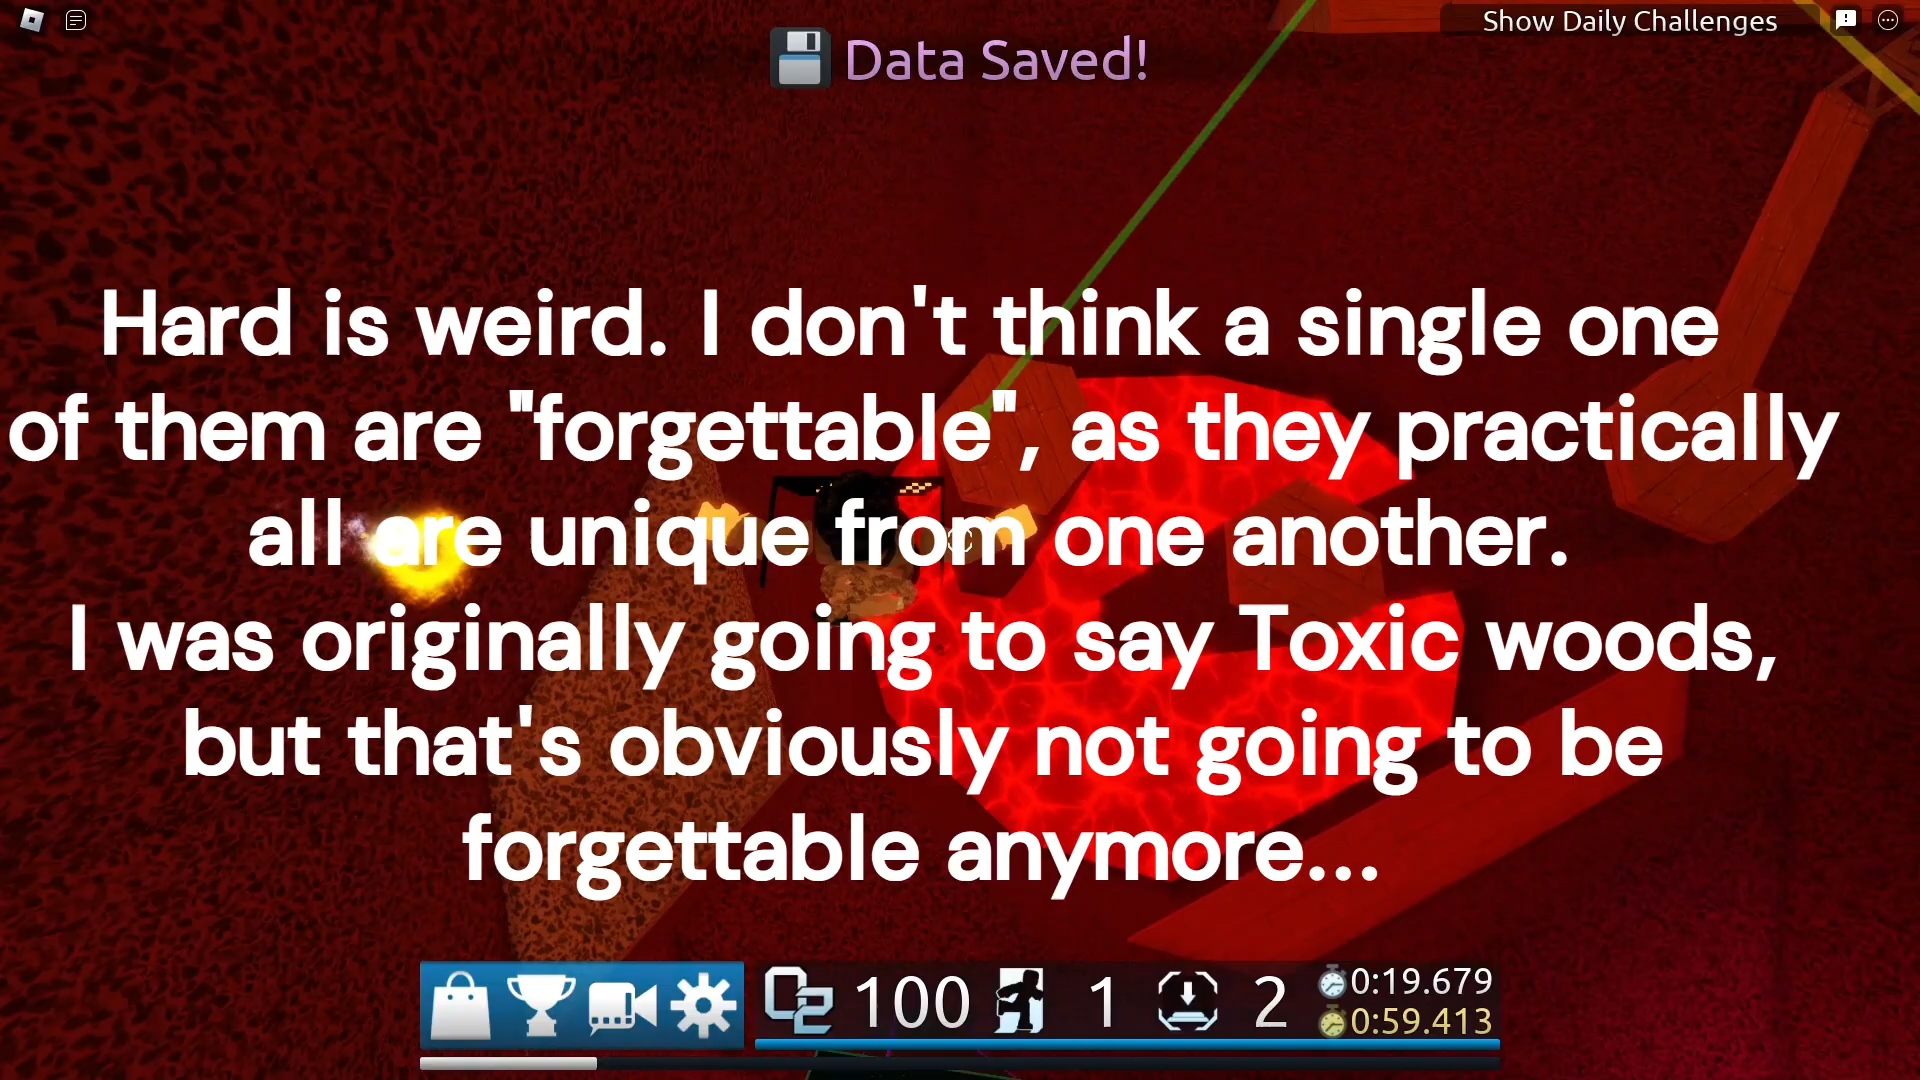 Show Daily Challenges
Data Saved!
Hard is weird. I don't think a single one
of them are "forgettable", as they practically
all are unique from one another.
I was originally going to say Toxic woods,
but that's obviously not going to be
forgettable anymore...
O2 100 1 2 0:19.679
0:59.413